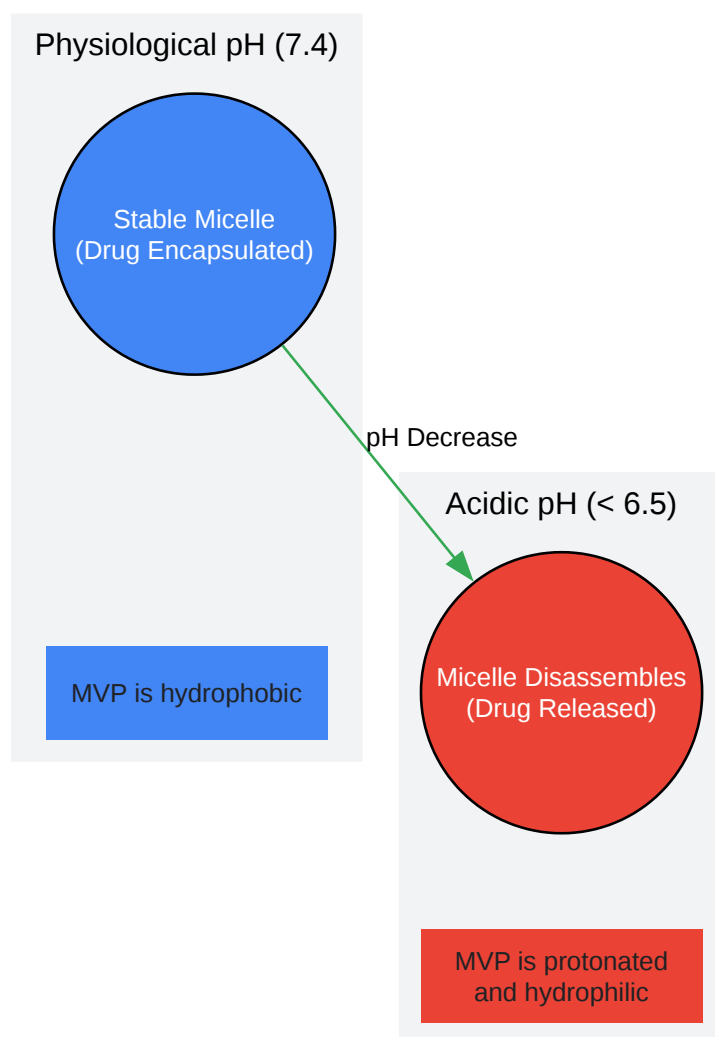 Physiological pH (7.4)
Stable Micelle
(Drug Encapsulated)
pH Decrease
MVP is hydrophobic
Acidic pH (< 6.5)
Micelle Disassembles
(Drug Released)
MVP is protonated
and hydrophilic